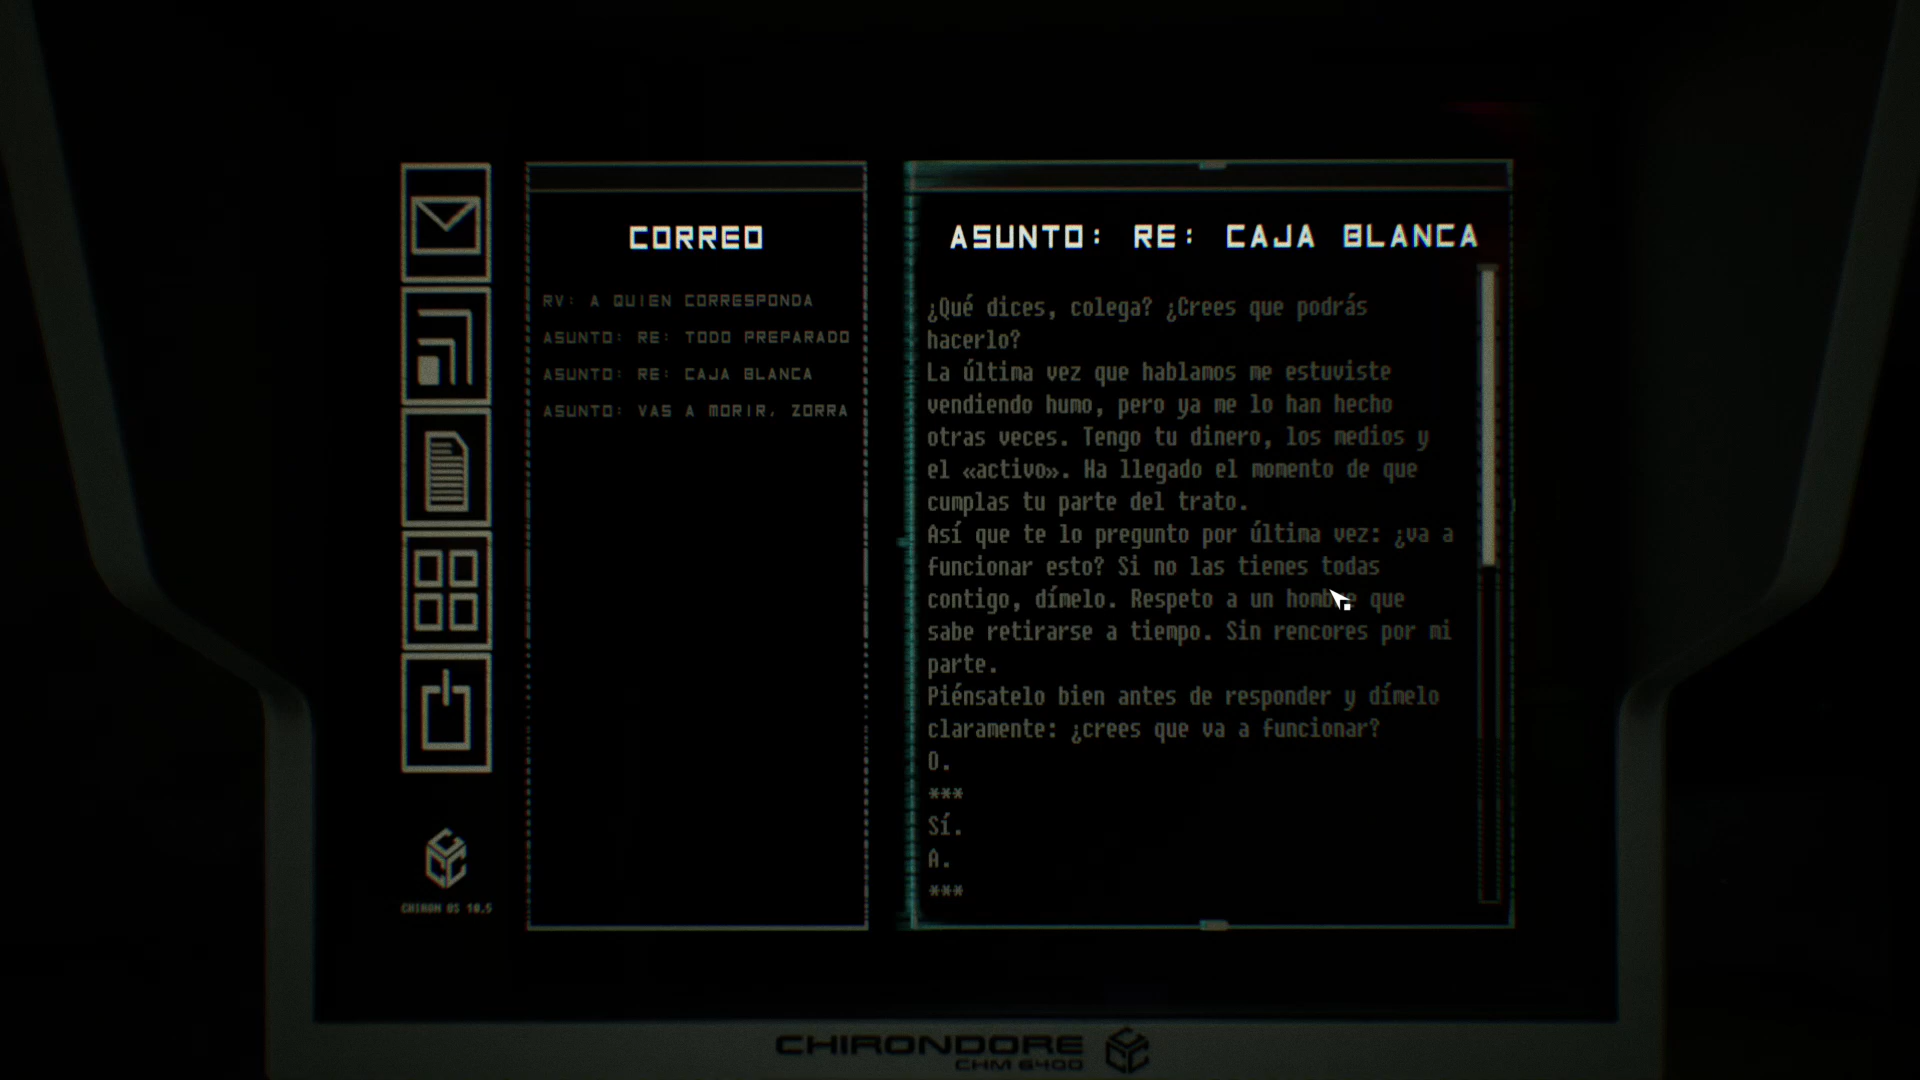 CORREO
RV: A QUIEN CORRESPONDA
ASUNTO: RE: TODO PREPARADO
ASUNTO: RE: CAJA BLANCA
ASUNTO: VAS A MORIR, ZORRA
ASUNTO: RE: CAJA BLANCA
¿Qué dices, colega? ¿Crees que podrás
hacerlo?
La última vez que hablamos me estuviste
vendiendo humo, pero ya me lo han hecho
otras veces. Tengo tu dinero, los medios y
el «activo». Ha llegado el momento de que
cumplas tu parte del trato.
Así que te lo pregunto por última vez: ¿va a
funcionar esto? Si no las tienes todas
contigo, dímelo. Respeto a un hombre que
sabe retirarse a tiempo. Sin rencores por mi
parte.
Piénsatelo bien antes de responder y dímelo
claramente: ¿crees que va a funcionar?
O.
***
Sí.
A.
***
CHIRON OS 10.5
CHIRONDORE
CHM 6400